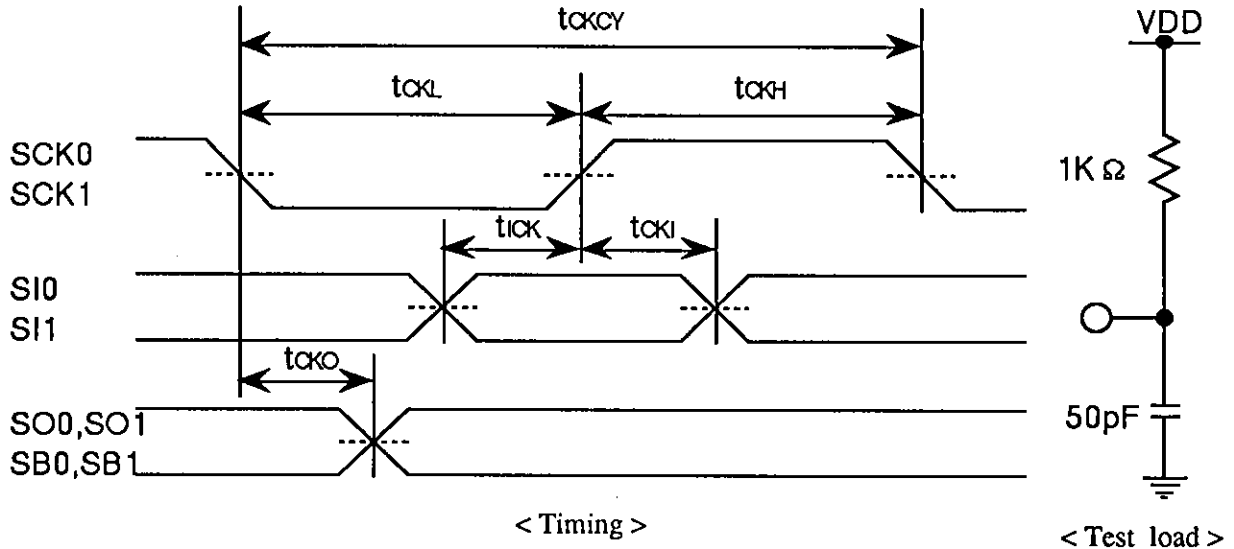 tCKCY
VDD
tCKL
tCKH
SCK0
SCK1
1KΩ
tICK
tCKI
SI0
SI1
tCKO
SO0,SO1
SB0,SB1
50pF
< Timing >
< Test load >